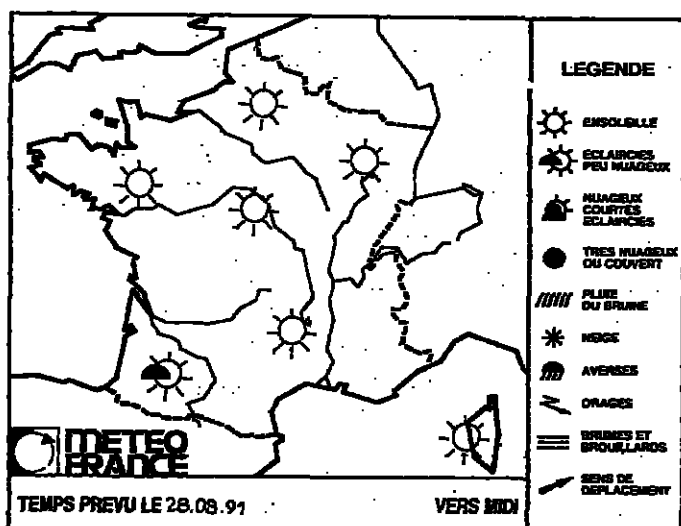 LEGENDE
ENSOLEILLE
ECLAIRCIES
PEU NUAGEUX
NUAGEUX
COURTES
ECLAIRCIES
TRES NUAGEUX
OU COUVERT
PLUIE
OU BRUINE
NEIGE
AVERSES
ORAGES
BRUMES ET
BROUILLARDS
SENS DE
DEPLACEMENT
METEO
FRANCE
TEMPS PREVU LE 28.08.91 VERS MIDI